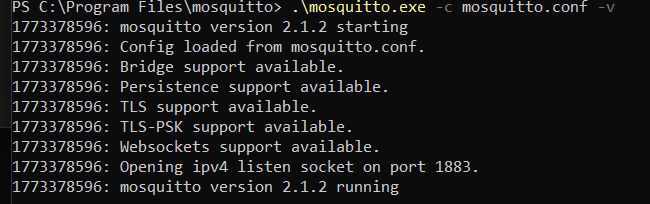 PS C:\Program Files\mosquitto> .\mosquitto.exe -c mosquitto.conf -v
1773378596: mosquitto version 2.1.2 starting
1773378596: Config loaded from mosquitto.conf.
1773378596: Bridge support available.
1773378596: Persistence support available.
1773378596: TLS support available.
1773378596: TLS-PSK support available.
1773378596: Websockets support available.
1773378596: Opening ipv4 listen socket on port 1883.
1773378596: mosquitto version 2.1.2 running